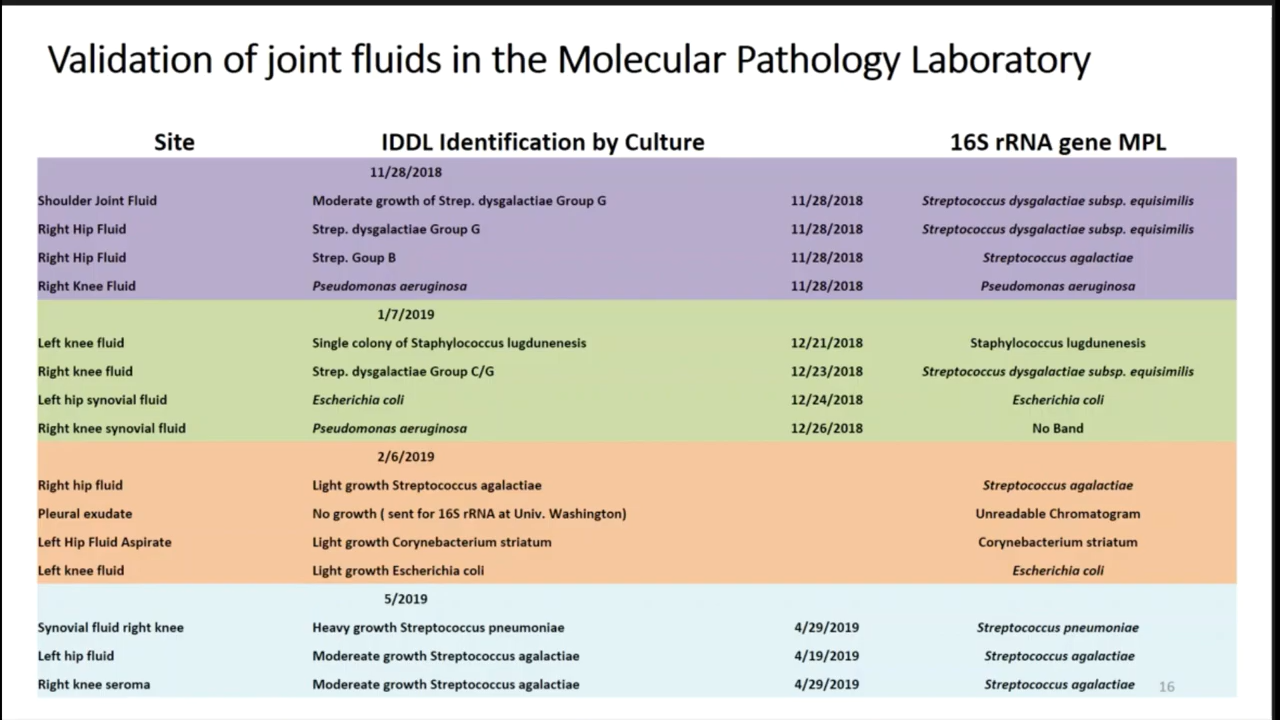 Validation of joint fluids in the Molecular Pathology Laboratory
Site IDDL Identification by Culture 16S rRNA gene MPL
11/28/2018
Shoulder Joint Fluid Moderate growth of Strep. dysgalactiae Group G 11/28/2018 Streptococcus dysgalactiae subsp. equisimilis
Right Hip Fluid Strep. dysgalactiae Group G 11/28/2018 Streptococcus dysgalactiae subsp. equisimilis
Right Hip Fluid Strep. Goup B 11/28/2018 Streptococcus agalactiae
Right Knee Fluid Pseudomonas aeruginosa 11/28/2018 Pseudomonas aeruginosa
1/7/2019
Left knee fluid Single colony of Staphylococcus lugdunenesis 12/21/2018 Staphylococcus lugdunenesis
Right knee fluid Strep. dysgalactiae Group C/G 12/23/2018 Streptococcus dysgalactiae subsp. equisimilis
Left hip synovial fluid Escherichia coli 12/24/2018 Escherichia coli
Right knee synovial fluid Pseudomonas aeruginosa 12/26/2018 No Band
2/6/2019
Right hip fluid Light growth Streptococcus agalactiae Streptococcus agalactiae
Pleural exudate No growth ( sent for 16S rRNA at Univ. Washington) Unreadable Chromatogram
Left Hip Fluid Aspirate Light growth Corynebacterium striatum Corynebacterium striatum
Left knee fluid Light growth Escherichia coli Escherichia coli
5/2019
Synovial fluid right knee Heavy growth Streptococcus pneumoniae 4/29/2019 Streptococcus pneumoniae
Left hip fluid Modereate growth Streptococcus agalactiae 4/19/2019 Streptococcus agalactiae
Right knee seroma Modereate growth Streptococcus agalactiae 4/29/2019 Streptococcus agalactiae 16